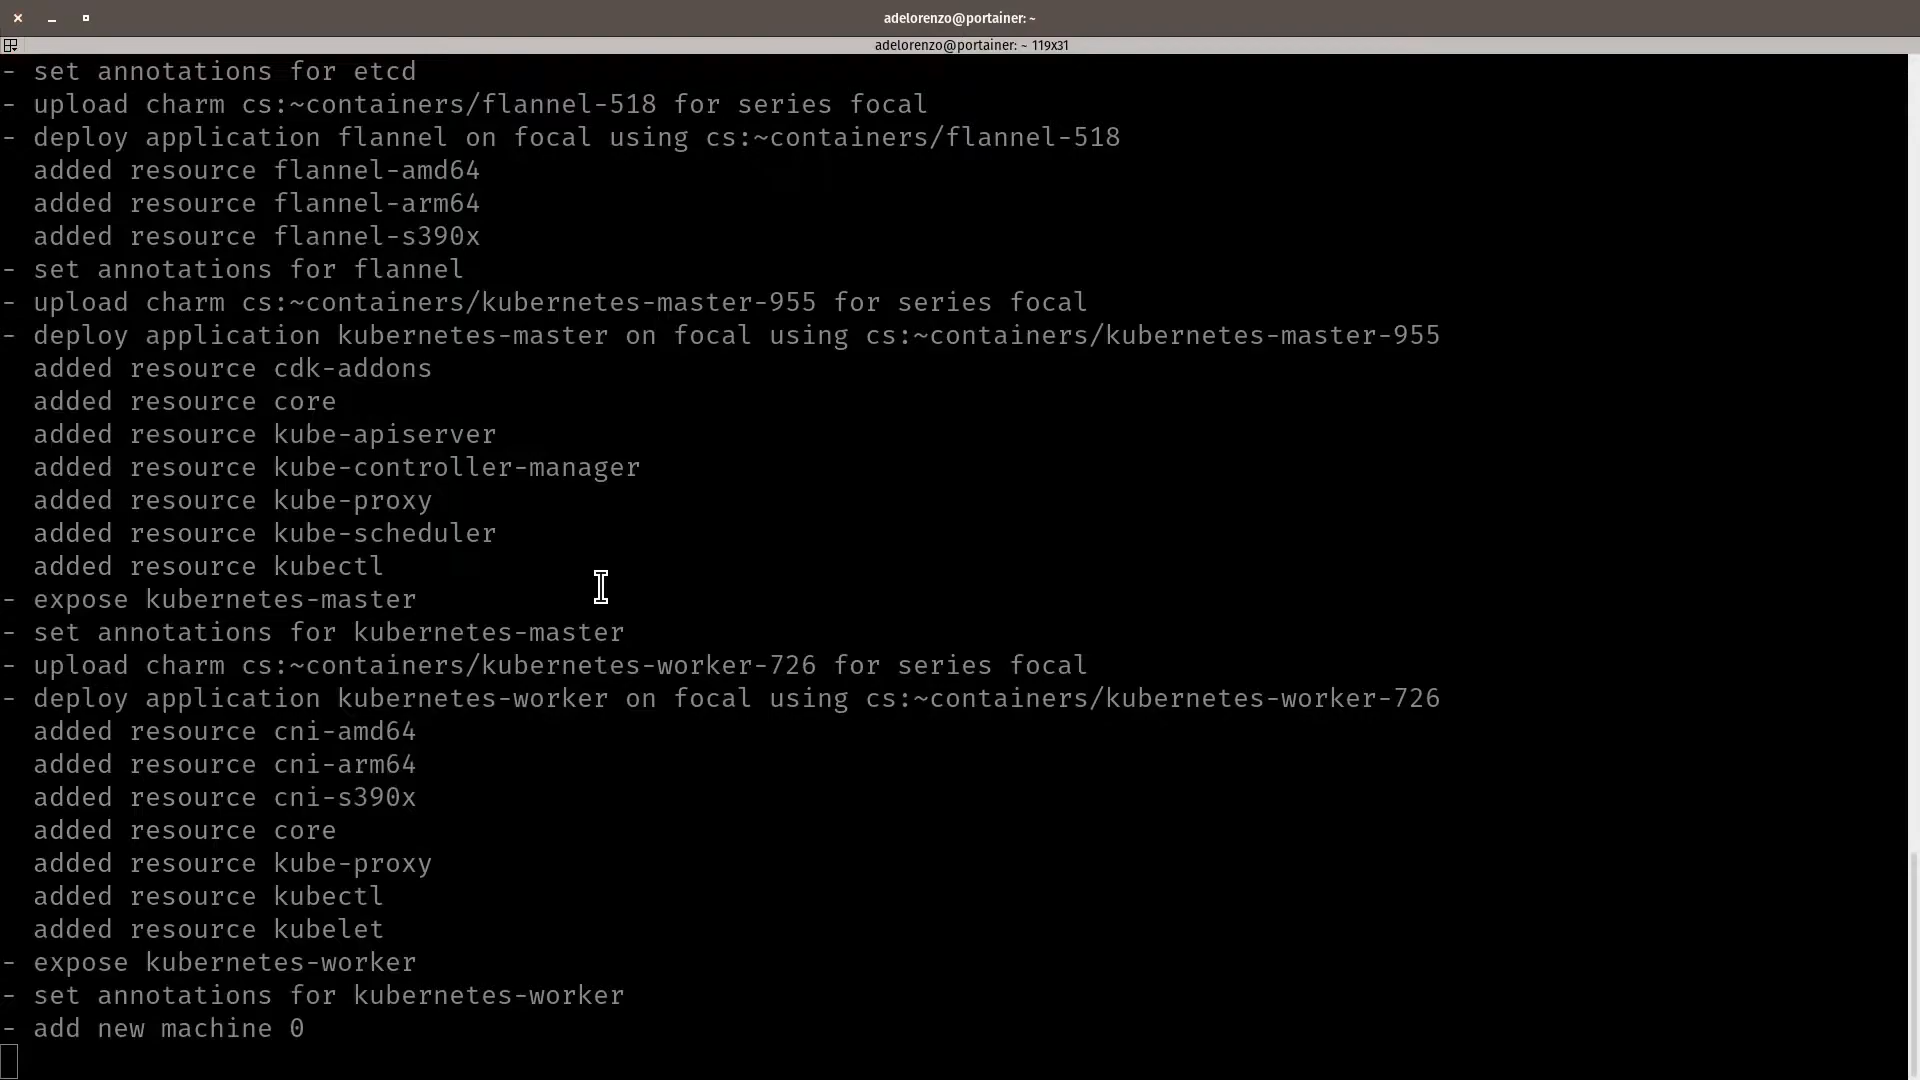 adelorenzo@portainer: ~
adelorenzo@portainer: ~ 119x31
- set annotations for etcd
- upload charm cs:~containers/flannel-518 for series focal
- deploy application flannel on focal using cs:~containers/flannel-518
  added resource flannel-amd64
  added resource flannel-arm64
  added resource flannel-s390x
- set annotations for flannel
- upload charm cs:~containers/kubernetes-master-955 for series focal
- deploy application kubernetes-master on focal using cs:~containers/kubernetes-master-955
  added resource cdk-addons
  added resource core
  added resource kube-apiserver
  added resource kube-controller-manager
  added resource kube-proxy
  added resource kube-scheduler
  added resource kubectl
- expose kubernetes-master
- set annotations for kubernetes-master
- upload charm cs:~containers/kubernetes-worker-726 for series focal
- deploy application kubernetes-worker on focal using cs:~containers/kubernetes-worker-726
  added resource cni-amd64
  added resource cni-arm64
  added resource cni-s390x
  added resource core
  added resource kube-proxy
  added resource kubectl
  added resource kubelet
- expose kubernetes-worker
- set annotations for kubernetes-worker
- add new machine 0